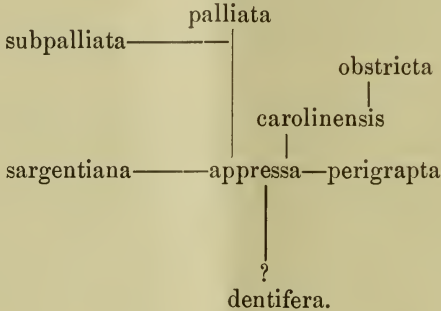 palliata
subpalliata
obstricta
carolinensis
sargentiana appressa perigrapta
?
dentifera.